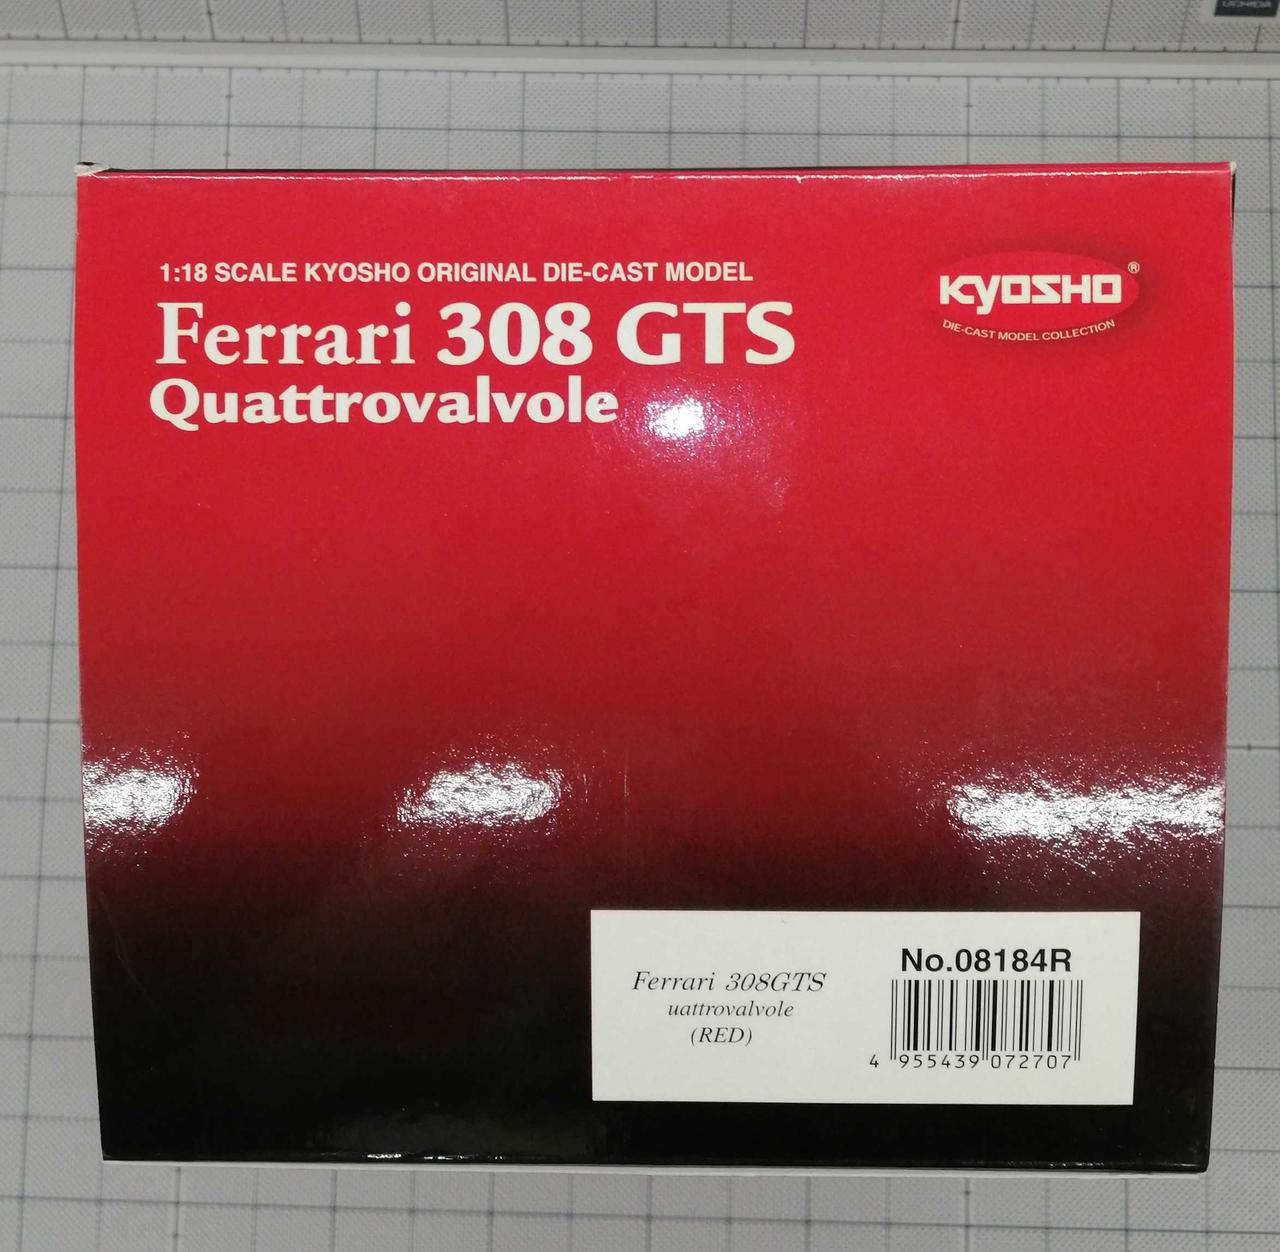 UCHIDA
1:18 SCALE KYOSHO ORIGINAL DIE-CAST MODEL
Ferrari 308 GTS
Quattrovalvole
KYOSHO®
DIE-CAST MODEL COLLECTION
Ferrari 308GTS
uattrovalvole
(RED)
No.08184R
4 955439 072707